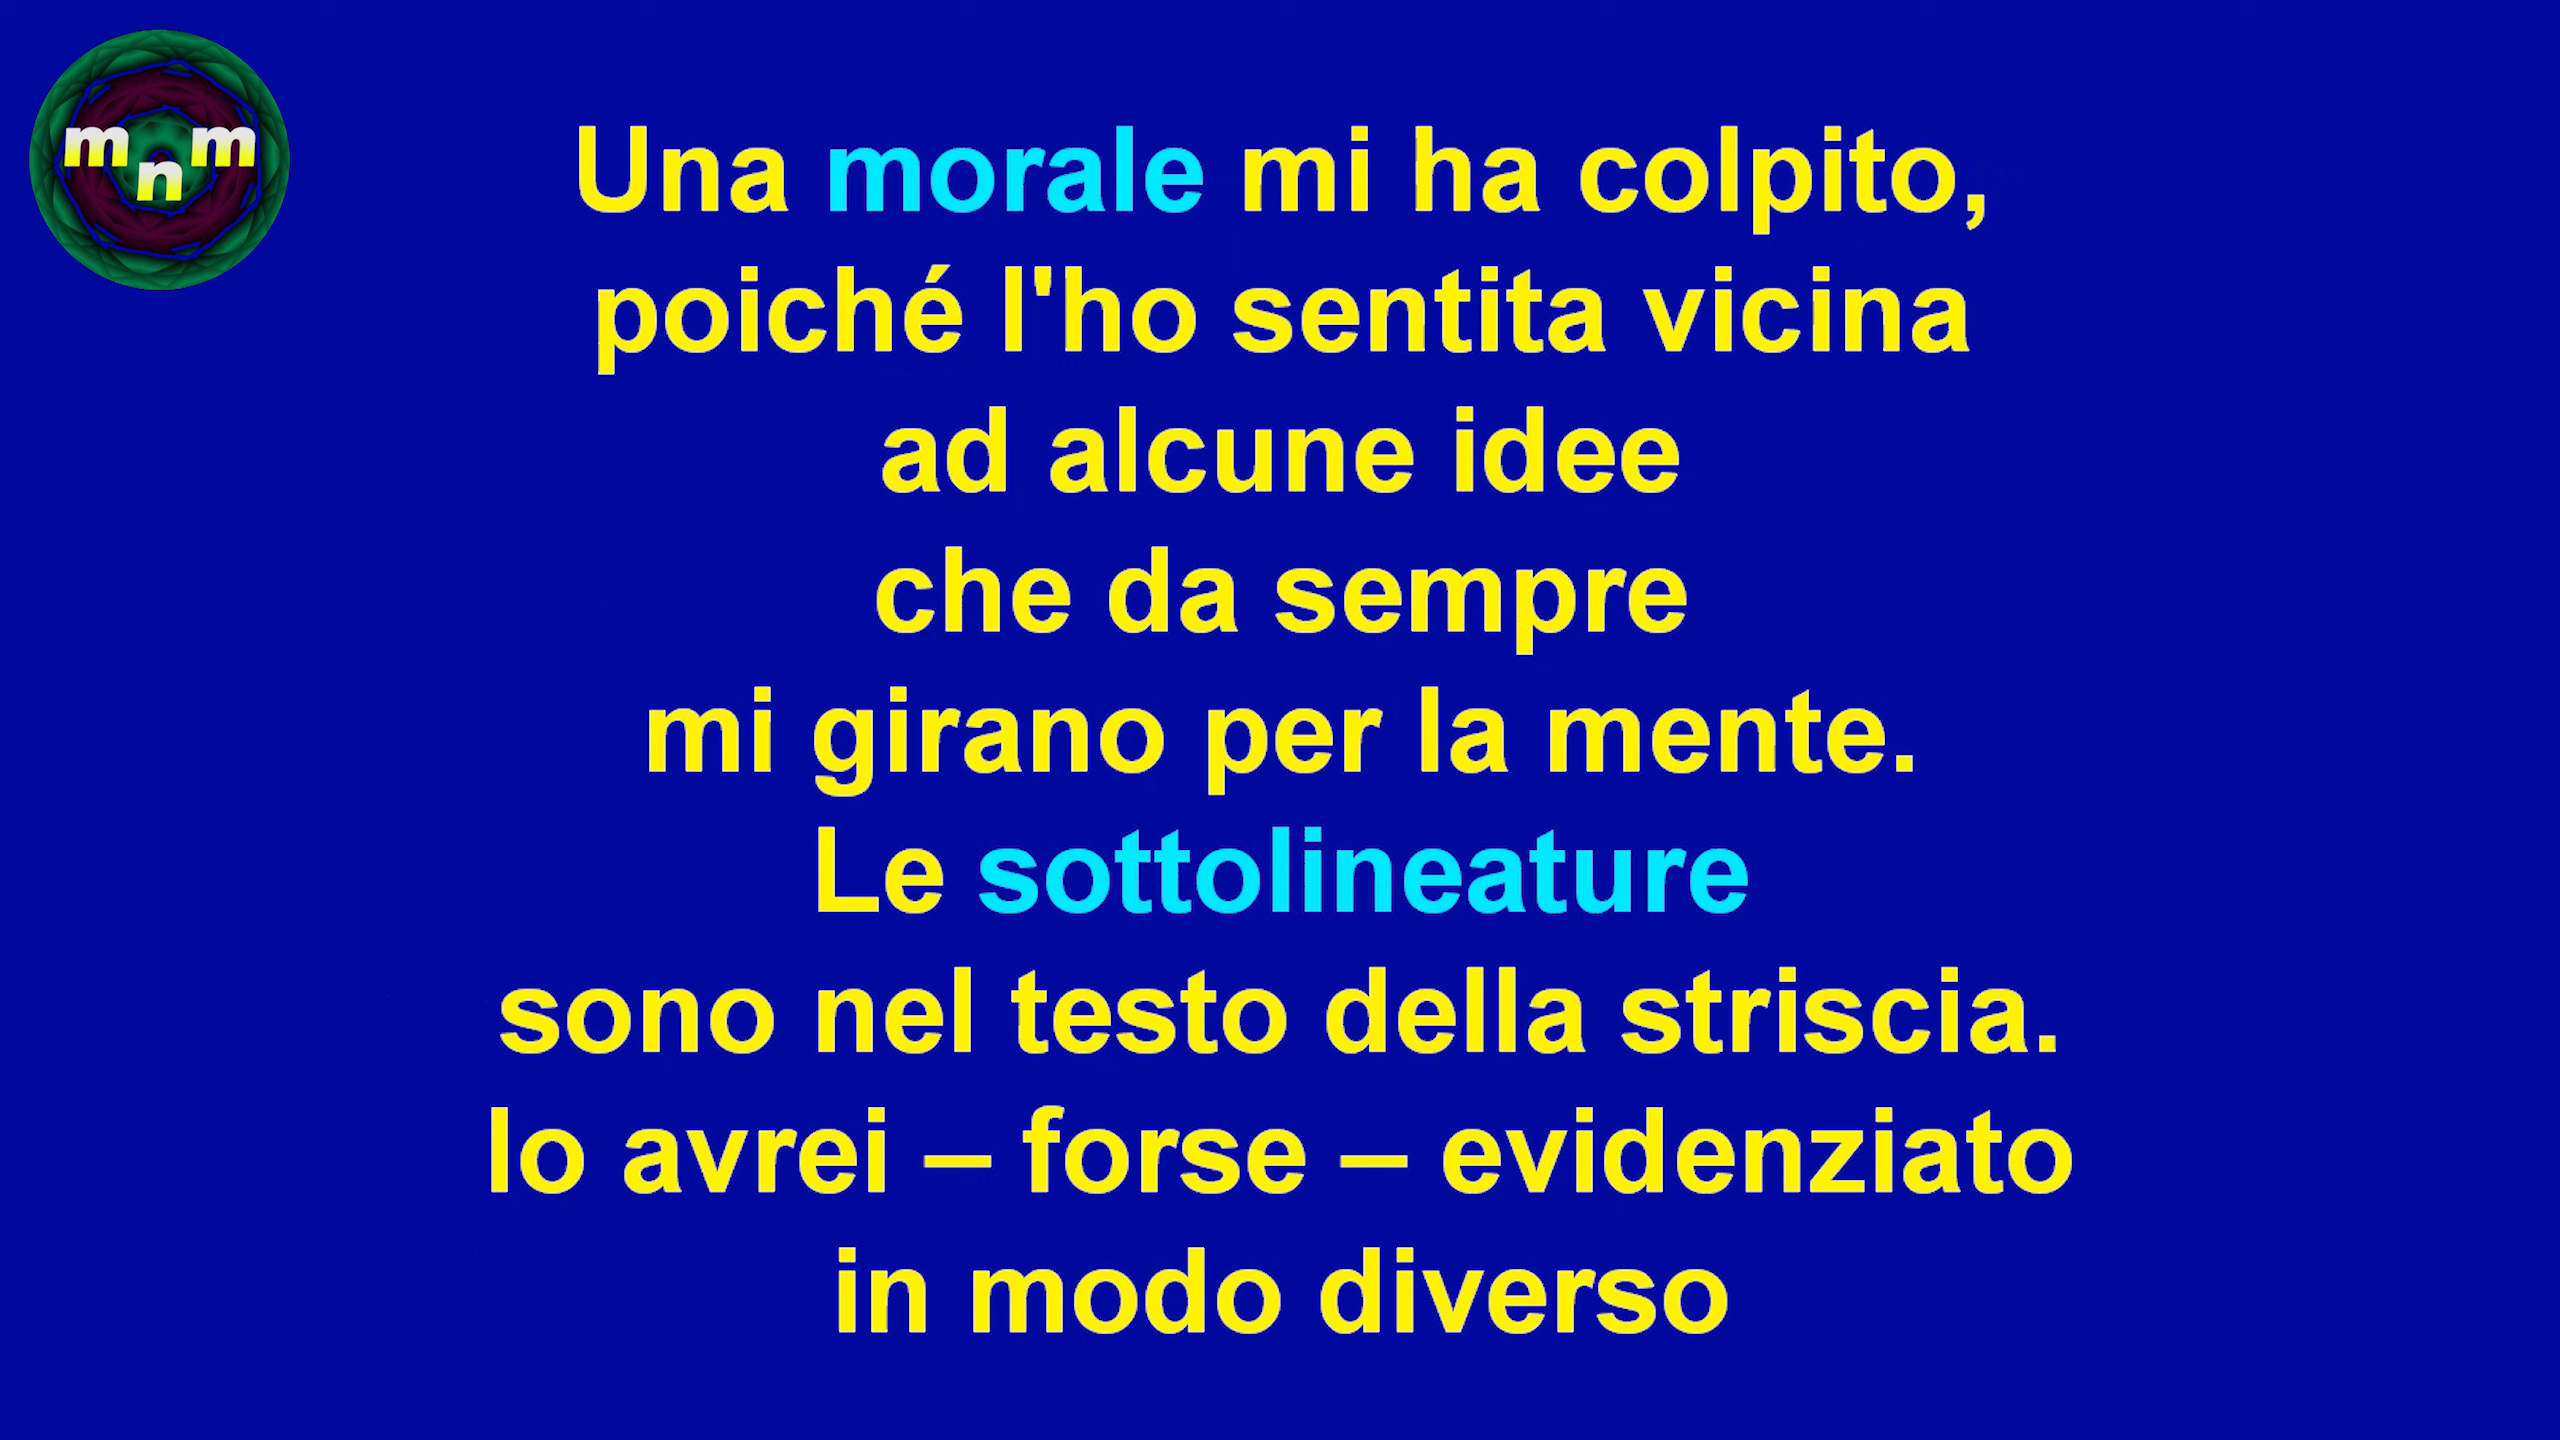 mnm
Una morale mi ha colpito,
poiché l'ho sentita vicina
ad alcune idee
che da sempre
mi girano per la mente.
Le sottolineature
sono nel testo della striscia.
Io avrei – forse – evidenziato
in modo diverso